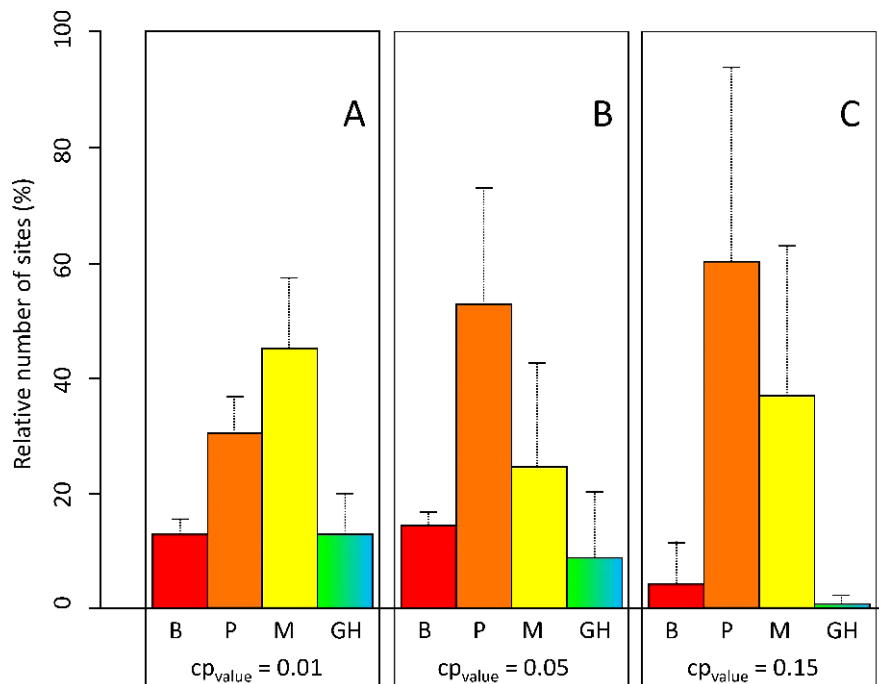 Relative number of sites (%)
100
80
60
40
20
0
A
B
C
B P M GH
B P M GH
B P M GH
cpvalue = 0.01
cpvalue = 0.05
cpvalue = 0.15